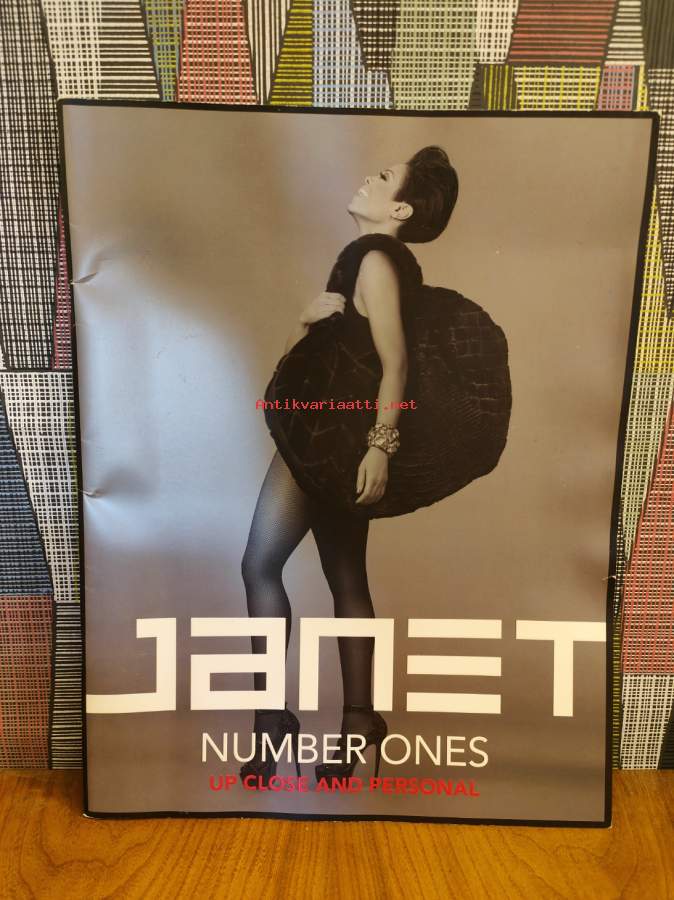 Antikvariaatti.net
JANET
NUMBER ONES
UP CLOSE AND PERSONAL